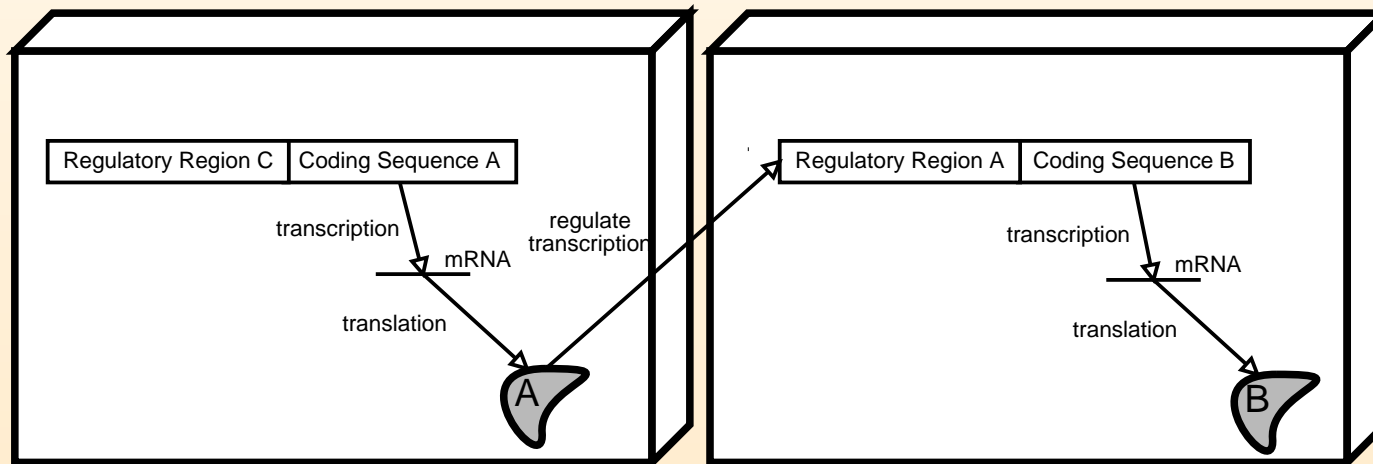 Regulatory Region C
Coding Sequence A
transcription
mRNA
translation
A
regulate
transcription
Regulatory Region A
Coding Sequence B
transcription
mRNA
translation
B